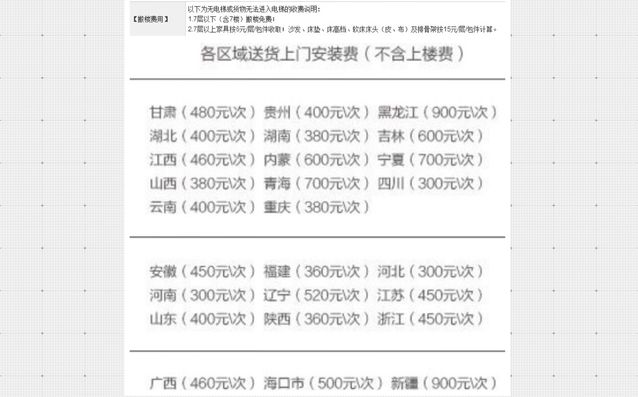 以下为无电梯或货物无法进入电梯的收费说明:
【搬楼费用】
1.7层以下（含7楼）搬楼免费!
2.7层以上家具按5元/层/包件收取! 沙发、床垫、床高档、软床床头（皮、布）及排骨架按15元/层/包件计算。
各区域送货上门安装费（不含上楼费）
甘肃（480元\次）贵州（400元\次）黑龙江（900元\次）
湖北（400元\次）湖南（380元\次）吉林（600元\次）
江西（460元\次）内蒙（600元\次）宁夏（700元\次）
山西（380元\次）青海（700元\次）四川（300元\次）
云南（400元\次）重庆（380元\次）
安徽（450元\次）福建（360元\次）河北（300元\次）
河南（300元\次）辽宁（520元\次）江苏（450元\次）
山东（400元\次）陕西（360元\次）浙江（450元\次）
广西（460元\次）海口市（500元\次）新疆（900元\次）